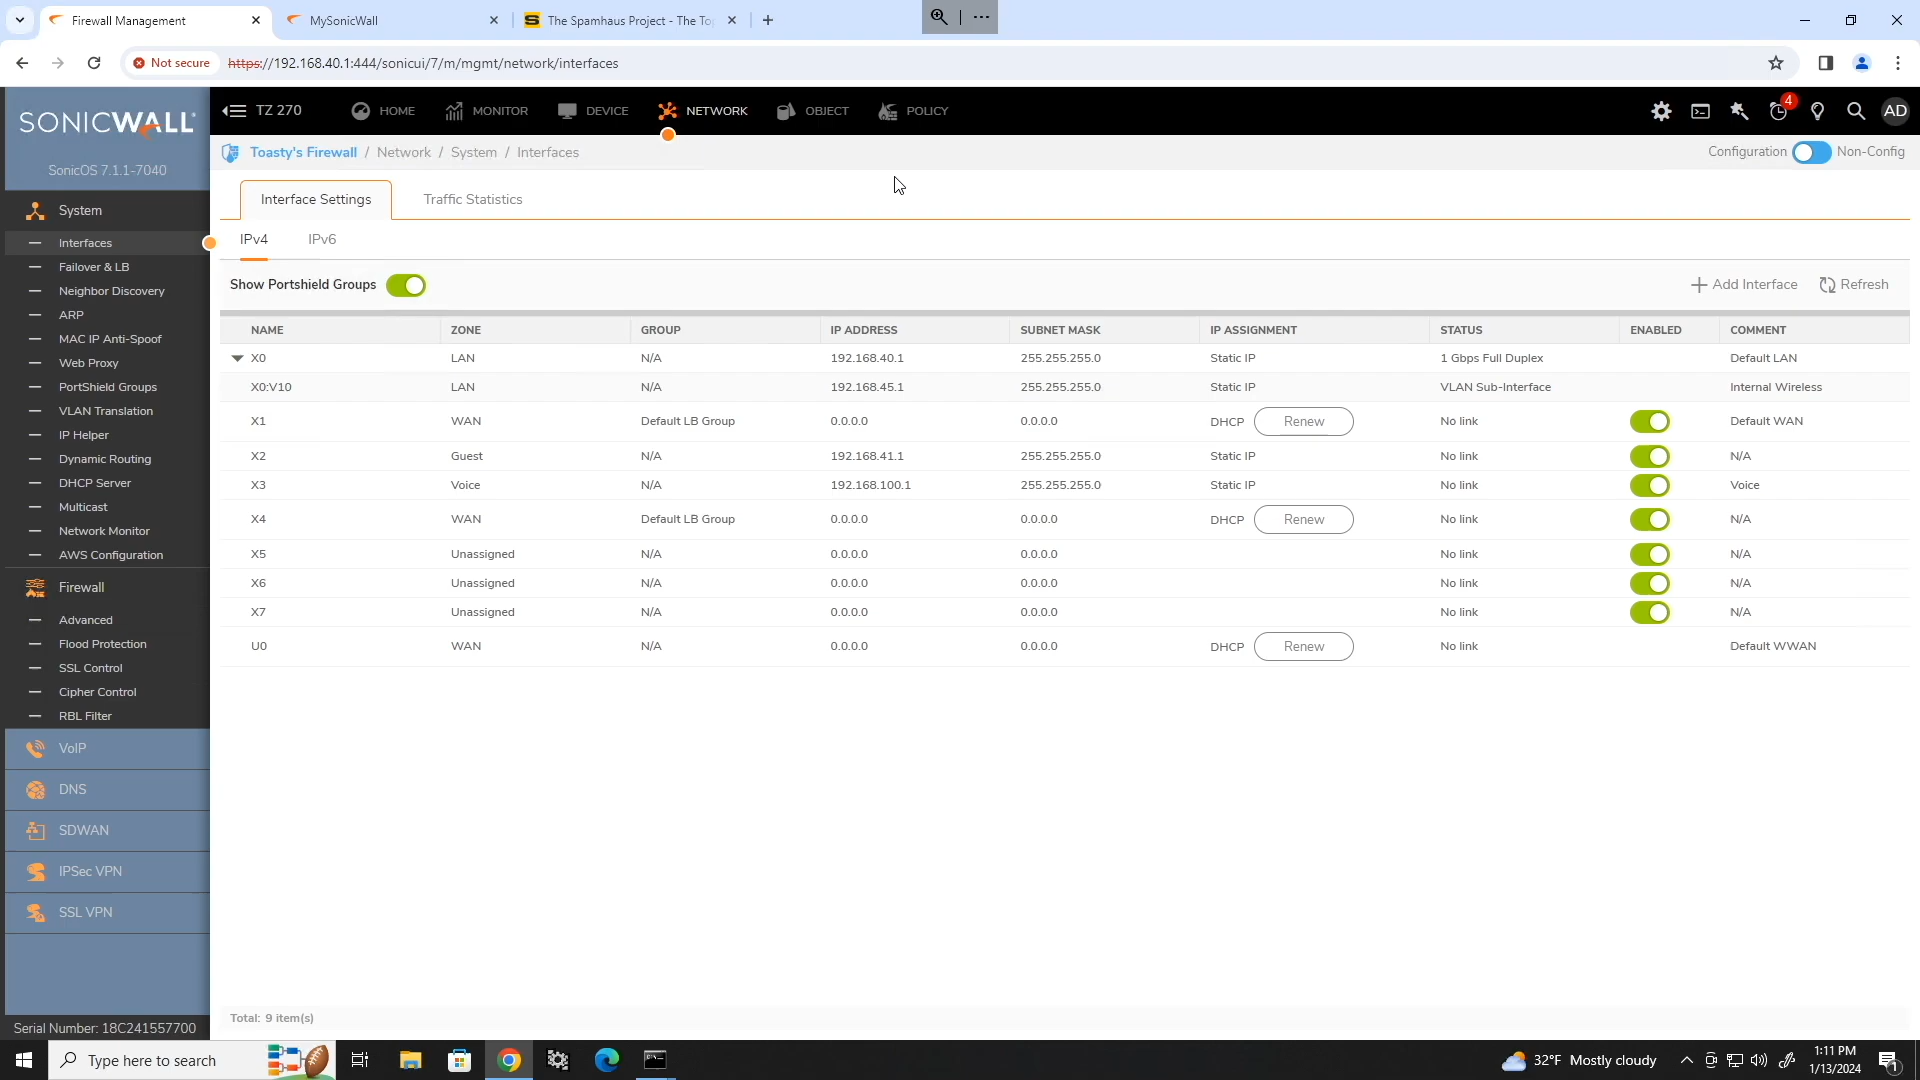 Firewall Management
MySonicWall
The Spamhaus Project - The To
Not secure
https://192.168.40.1:444/sonicui/7/m/mgmt/network/interfaces
SONICWALL
SonicOS 7.1.1-7040
TZ 270
HOME
MONITOR
DEVICE
NETWORK
OBJECT
POLICY
4
AD
Toasty's Firewall / Network / System / Interfaces
Configuration
Non-Config
Interface Settings
Traffic Statistics
IPv4
IPv6
Show Portshield Groups
Add Interface
Refresh
System
Interfaces
Failover & LB
Neighbor Discovery
ARP
MAC IP Anti-Spoof
Web Proxy
PortShield Groups
VLAN Translation
IP Helper
Dynamic Routing
DHCP Server
Multicast
Network Monitor
AWS Configuration
Firewall
Advanced
Flood Protection
SSL Control
Cipher Control
RBL Filter
VoIP
DNS
SDWAN
IPSec VPN
SSL VPN
Serial Number: 18C241557700
NAME ZONE GROUP IP ADDRESS SUBNET MASK IP ASSIGNMENT STATUS ENABLED COMMENT
X0 LAN N/A 192.168.40.1 255.255.255.0 Static IP 1 Gbps Full Duplex Default LAN
X0:V10 LAN N/A 192.168.45.1 255.255.255.0 Static IP VLAN Sub-Interface Internal Wireless
X1 WAN Default LB Group 0.0.0.0 0.0.0.0 DHCP Renew No link Default WAN
X2 Guest N/A 192.168.41.1 255.255.255.0 Static IP No link N/A
X3 Voice N/A 192.168.100.1 255.255.255.0 Static IP No link Voice
X4 WAN Default LB Group 0.0.0.0 0.0.0.0 DHCP Renew No link N/A
X5 Unassigned N/A 0.0.0.0 0.0.0.0 No link N/A
X6 Unassigned N/A 0.0.0.0 0.0.0.0 No link N/A
X7 Unassigned N/A 0.0.0.0 0.0.0.0 No link N/A
U0 WAN N/A 0.0.0.0 0.0.0.0 DHCP Renew No link Default WWAN
Total: 9 item(s)
Type here to search
32°F Mostly cloudy
1:11 PM
1/13/2024
1